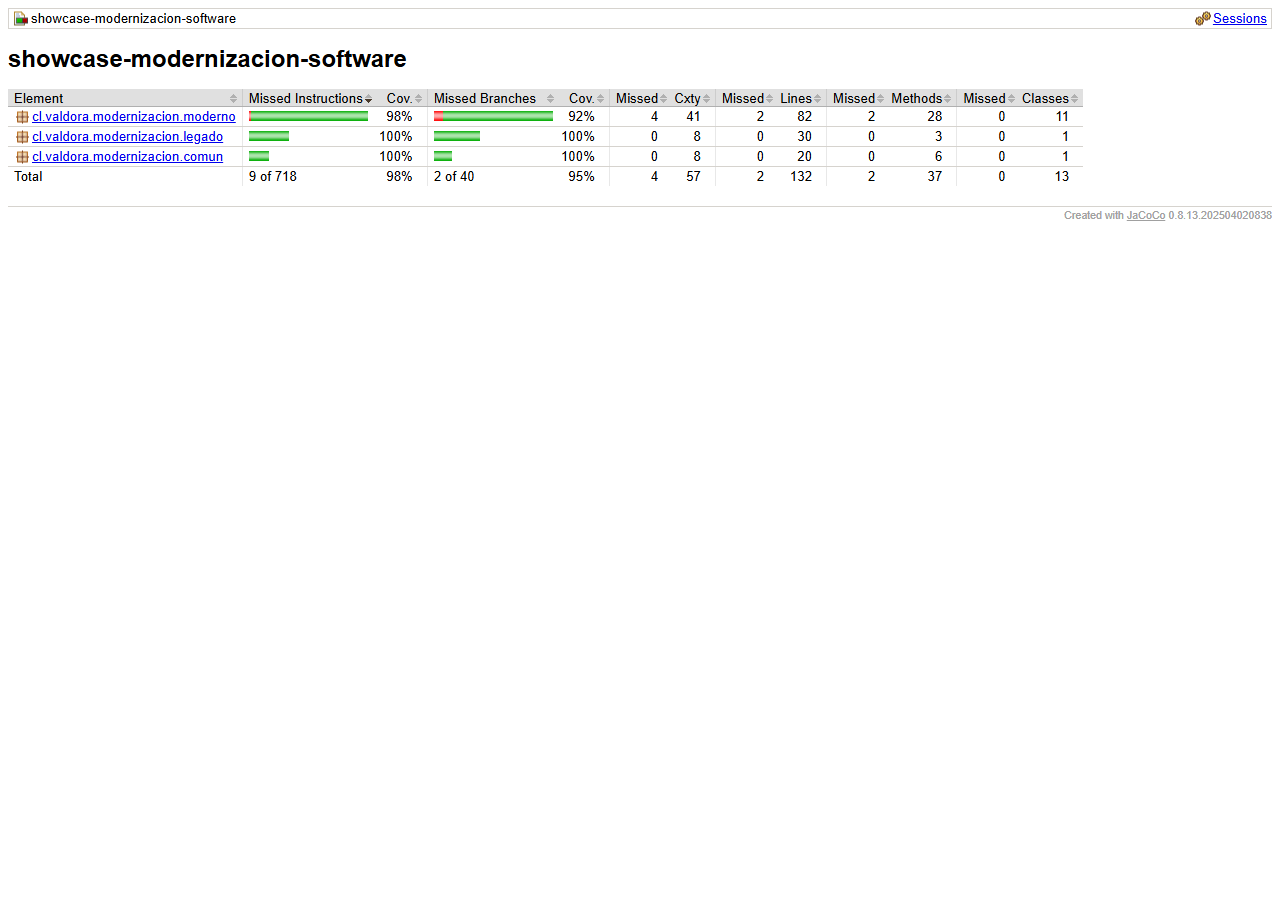 showcase-modernizacion-software Sessions
showcase-modernizacion-software
Element Missed Instructions Cov. Missed Branches Cov. Missed Cxty Missed Lines Missed Methods Missed Classes
cl.valdora.modernizacion.moderno 98% 92% 4 41 2 82 2 28 0 11
cl.valdora.modernizacion.legado 100% 100% 0 8 0 30 0 3 0 1
cl.valdora.modernizacion.comun 100% 100% 0 8 0 20 0 6 0 1
Total 9 of 718 98% 2 of 40 95% 4 57 2 132 2 37 0 13
Created with JaCoCo 0.8.13.202504020838